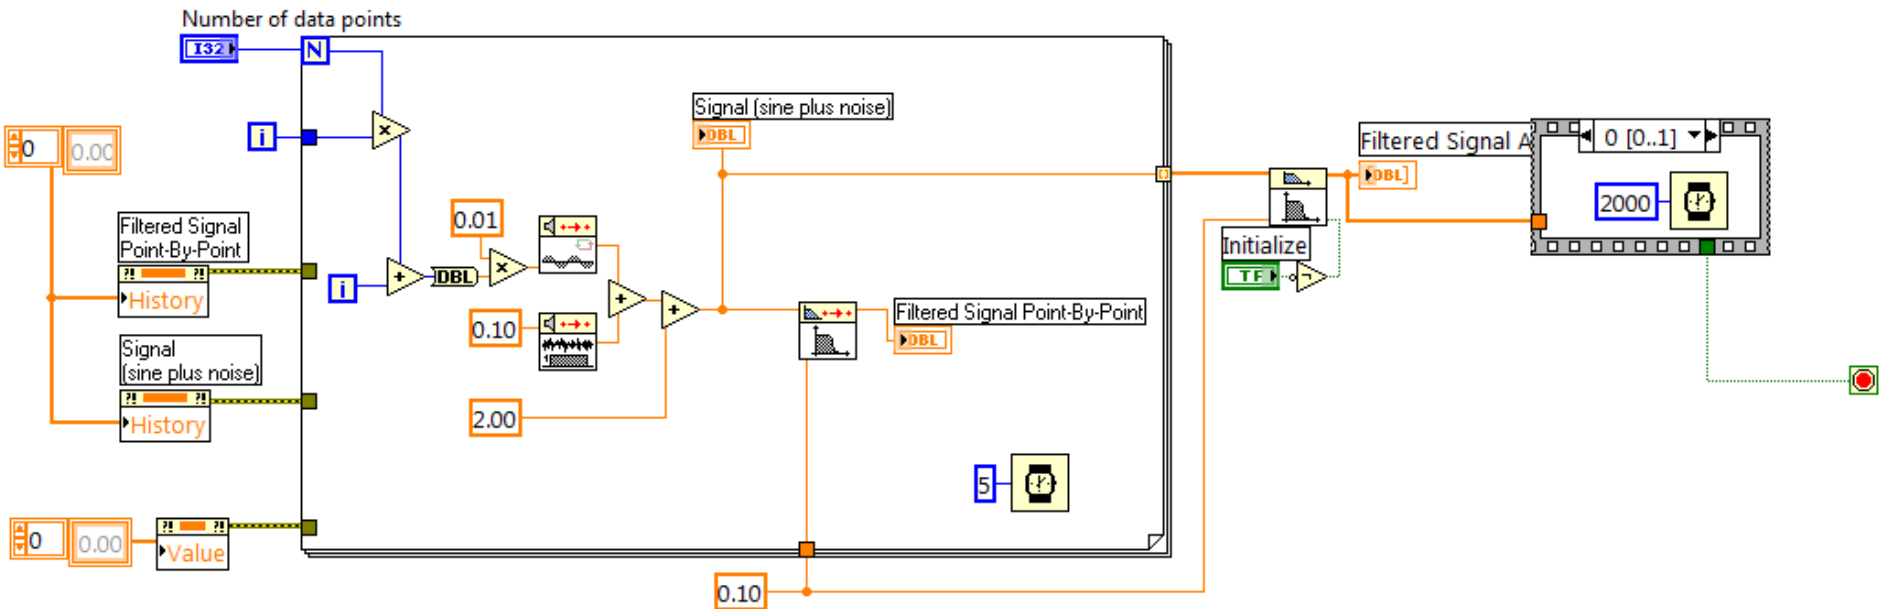 Number of data points
I32
N
i
×
0
0.00
Signal (sine plus noise)
DBL
Filtered Signal A
DBL]
0 [0..1]
2000
Filtered Signal
Point-By-Point
?! ?!
History
0.01
i
+
DBL
×
+
+
0.10
Initialize
TF
Filtered Signal Point-By-Point
DBL
Signal
(sine plus noise)
?! ?!
History
1
2.00
5
0
0.00
?! ?!
Value
0.10